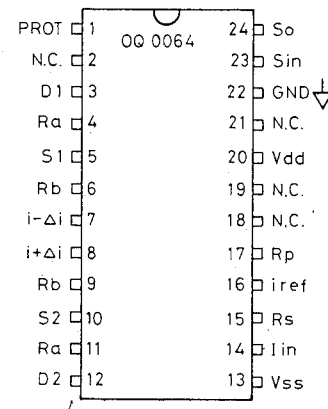 PROT 1 24 So
OQ 0064
N.C. 2 23 Sin
D1 3 22 GND
Ra 4 21 N.C.
S1 5 20 Vdd
Rb 6 19 N.C.
i-Δi 7 18 N.C.
i+Δi 8 17 Rp
Rb 9 16 iref
S2 10 15 Rs
Ra 11 14 Iin
D2 12 13 Vss